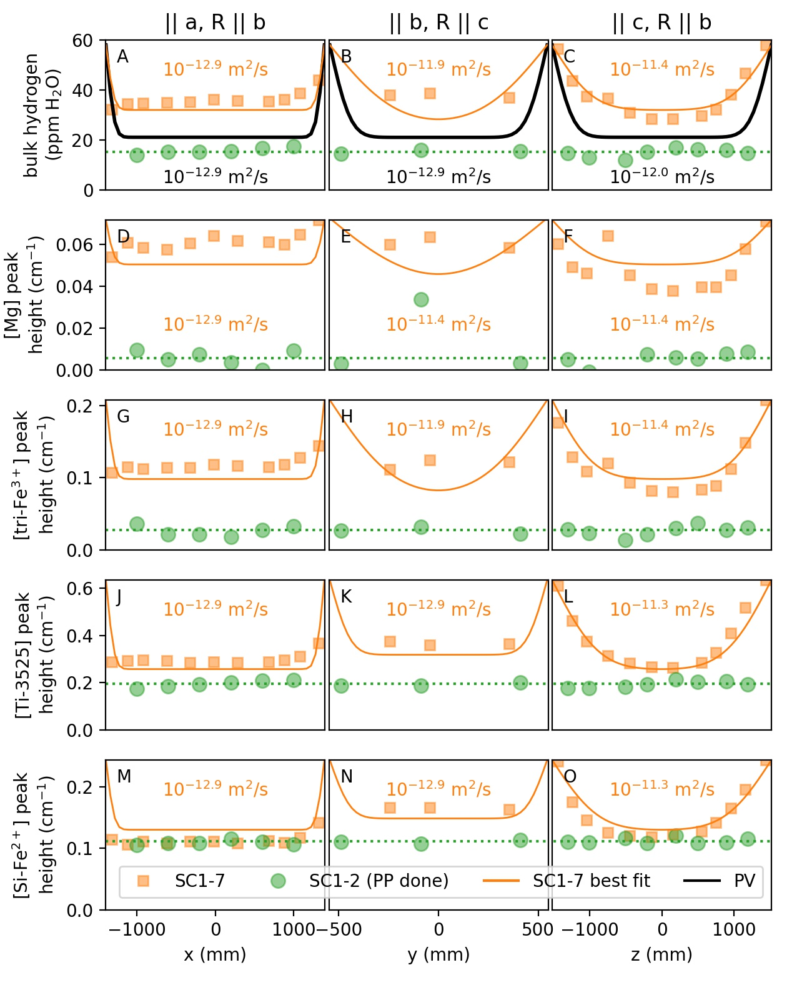 || a, R || b
|| b, R || c
|| c, R || b
bulk hydrogen
(ppm H₂O)
60
40
20
0
A
10⁻¹²·⁹ m²/s
10⁻¹²·⁹ m²/s
B
10⁻¹¹·⁹ m²/s
10⁻¹²·⁹ m²/s
C
10⁻¹¹·⁴ m²/s
10⁻¹²·⁰ m²/s
[Mg] peak
height (cm⁻¹)
0.06
0.04
0.02
0.00
D
10⁻¹²·⁹ m²/s
E
10⁻¹¹·⁴ m²/s
F
10⁻¹¹·⁴ m²/s
[tri-Fe³⁺] peak
height (cm⁻¹)
0.2
0.1
0.0
G
10⁻¹²·⁹ m²/s
H
10⁻¹¹·⁹ m²/s
I
10⁻¹¹·⁴ m²/s
[Ti-3525] peak
height (cm⁻¹)
0.6
0.4
0.2
0.0
J
10⁻¹²·⁹ m²/s
K
10⁻¹²·⁹ m²/s
L
10⁻¹¹·³ m²/s
[Si-Fe²⁺] peak
height (cm⁻¹)
0.2
0.1
0.0
M
10⁻¹²·⁹ m²/s
N
10⁻¹²·⁹ m²/s
O
10⁻¹¹·³ m²/s
SC1-7
SC1-2 (PP done)
SC1-7 best fit
PV
−1000 0 1000
−500 0 500
−1000 0 1000
x (mm)
y (mm)
z (mm)